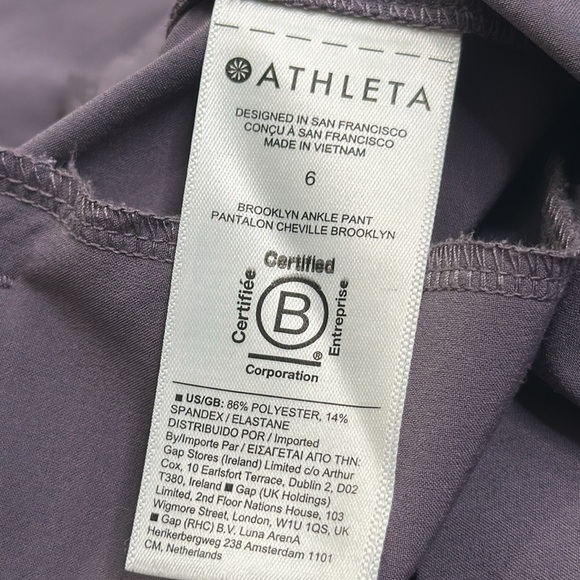 ATHLETA
DESIGNED IN SAN FRANCISCO
CONÇU À SAN FRANCISCO
MADE IN VIETNAM
6
BROOKLYN ANKLE PANT
PANTALON CHEVILLE BROOKLYN
Certified
Certifiée
B
®
Entreprise
Corporation
■ US/GB: 86% POLYESTER, 14%
SPANDEX / ELASTANE
DISTRIBUIDO POR / Imported
By/Importe Par / ΕΙΣΑΓΕΤΑΙ ΑΠΟ ΤΗΝ:
Gap Stores (Ireland) Limited c/o Arthur
Cox, 10 Earlsfort Terrace, Dublin 2, D02
T380, Ireland ■ Gap (UK Holdings)
Limited, 2nd Floor Nations House, 103
Wigmore Street, London, W1U 1QS, UK
■ Gap (RHC) B.V. Luna ArenA
Herikerbergweg 238 Amsterdam 1101
CM, Netherlands